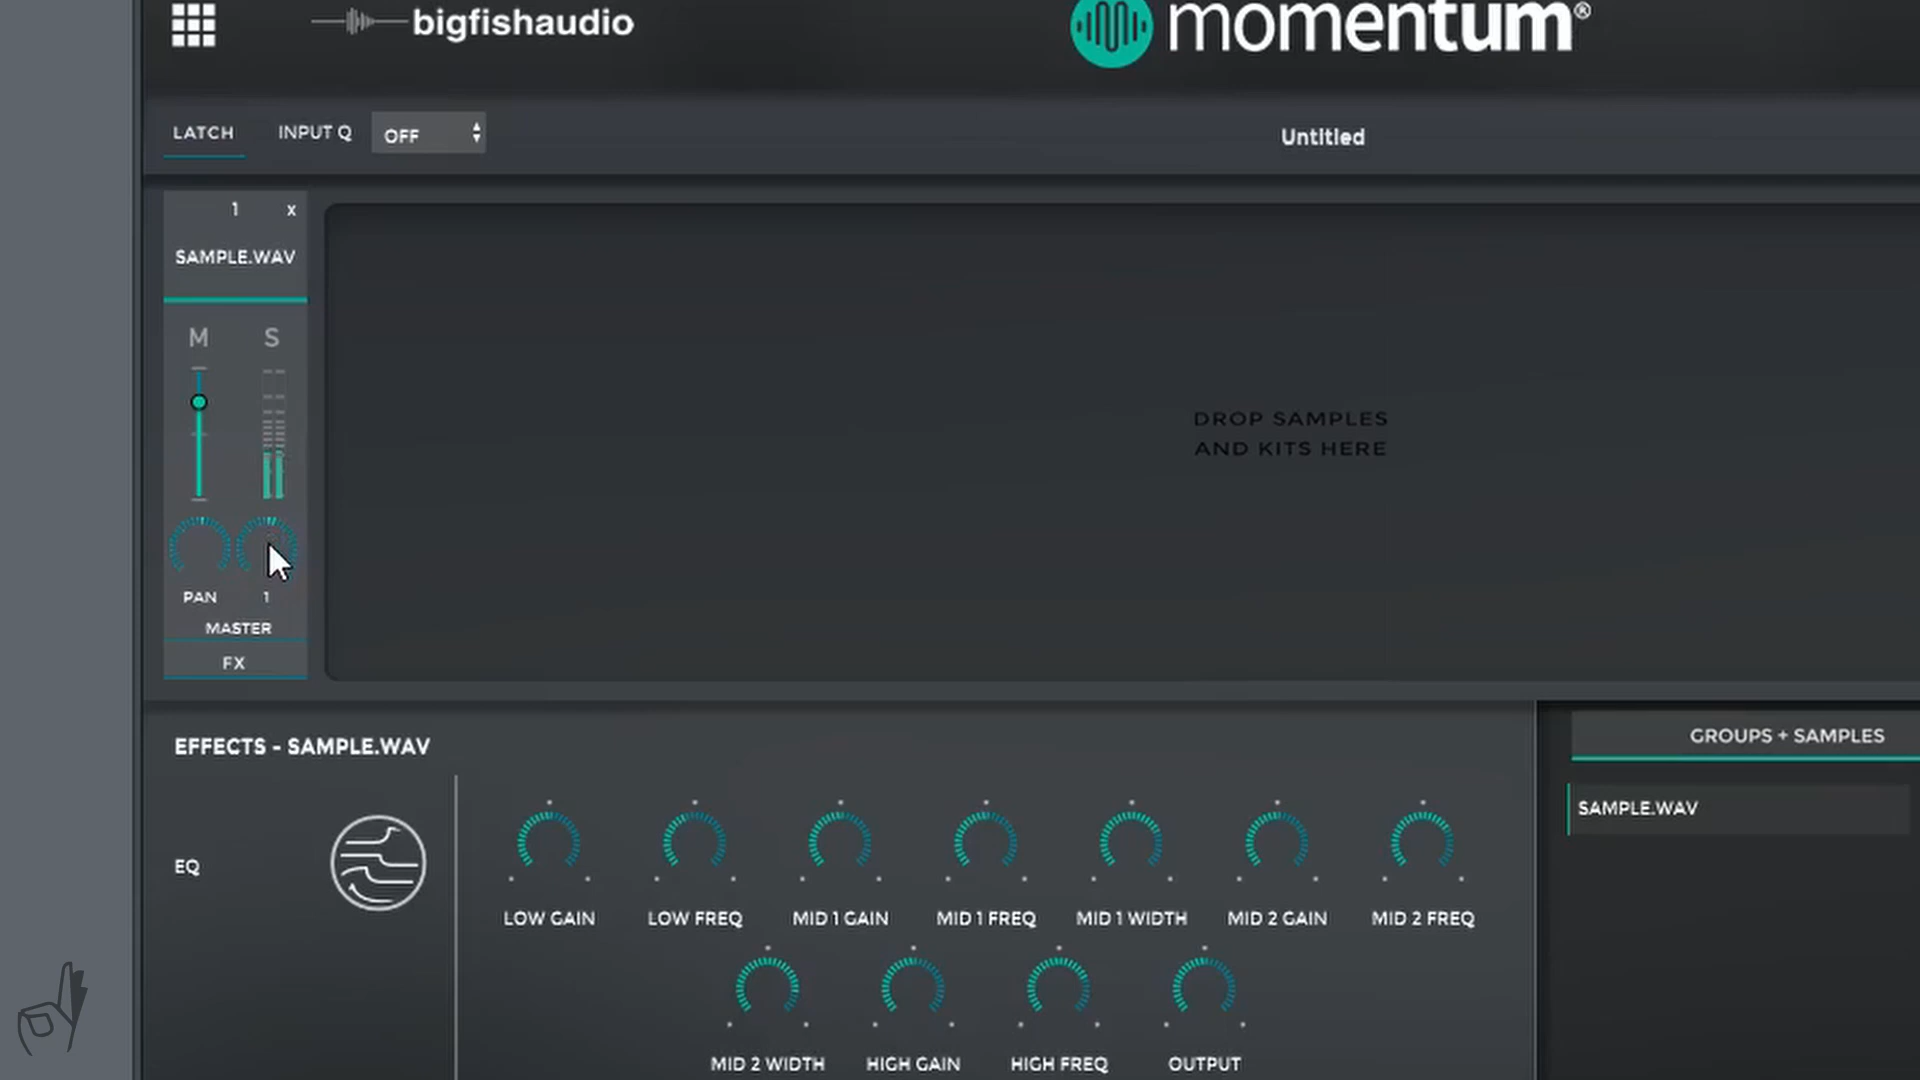 bigfishaudio
momentum®
LATCH
INPUT Q
OFF
Untitled
1 x
SAMPLE.WAV
M S
DROP SAMPLES
AND KITS HERE
PAN 1
MASTER
FX
EFFECTS - SAMPLE.WAV
GROUPS + SAMPLES
SAMPLE.WAV
EQ
LOW GAIN LOW FREQ MID 1 GAIN MID 1 FREQ MID 1 WIDTH MID 2 GAIN MID 2 FREQ
MID 2 WIDTH HIGH GAIN HIGH FREQ OUTPUT